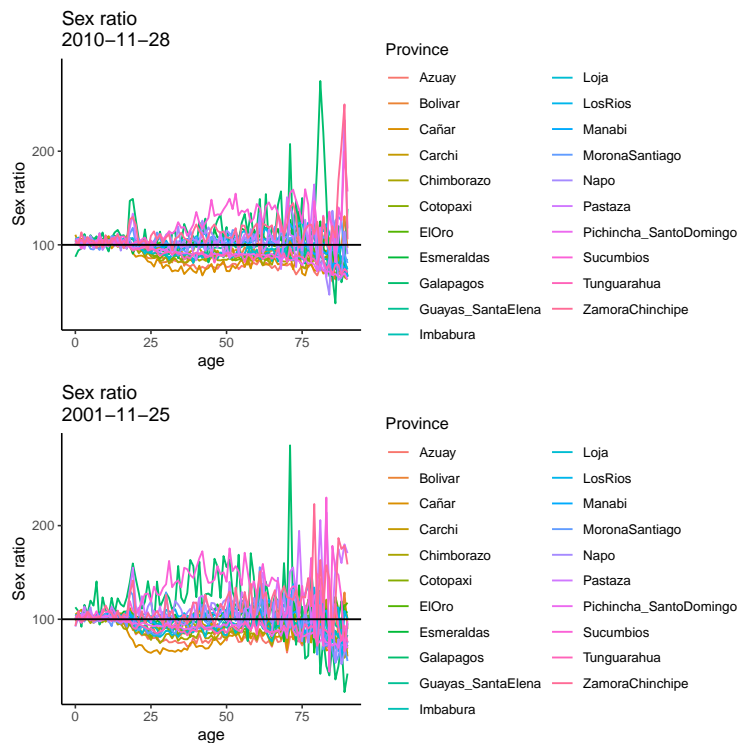 Sex ratio
2010−11−28
Sex ratio
200
100
0
25
50
75
age
Province
Azuay
Bolivar
Cañar
Carchi
Chimborazo
Cotopaxi
ElOro
Esmeraldas
Galapagos
Guayas_SantaElena
Imbabura
Loja
LosRios
Manabi
MoronaSantiago
Napo
Pastaza
Pichincha_SantoDomingo
Sucumbios
Tunguarahua
ZamoraChinchipe
Sex ratio
2001−11−25
Sex ratio
200
100
0
25
50
75
age
Province
Azuay
Bolivar
Cañar
Carchi
Chimborazo
Cotopaxi
ElOro
Esmeraldas
Galapagos
Guayas_SantaElena
Imbabura
Loja
LosRios
Manabi
MoronaSantiago
Napo
Pastaza
Pichincha_SantoDomingo
Sucumbios
Tunguarahua
ZamoraChinchipe